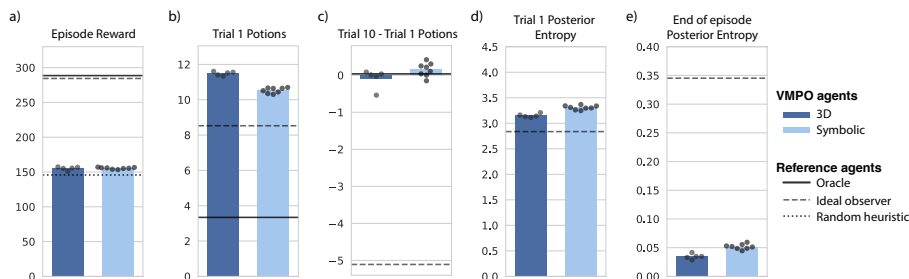 a)
Episode Reward
300
250
200
150
100
50
0
b)
Trial 1 Potions
12
10
8
6
4
2
0
c)
Trial 10 - Trial 1 Potions
0
−1
−2
−3
−4
−5
d)
Trial 1 Posterior
Entropy
4,5
4,0
3,5
3,0
2,5
2,0
1,5
1,0
0,5
0,0
e)
End of episode
Posterior Entropy
0.40
0.35
0.30
0.25
0.20
0.15
0.10
0.05
0.00
VMPO agents
3D
Symbolic
Reference agents
Oracle
Ideal observer
Random heuristic